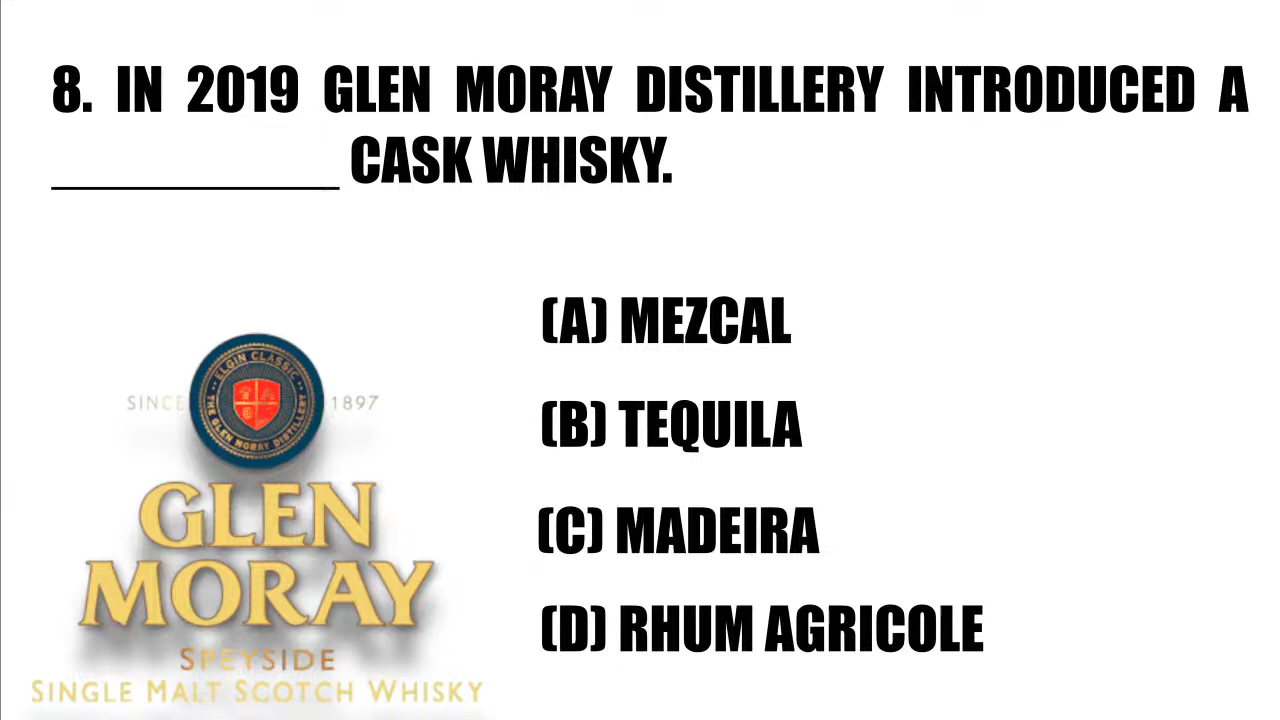 8. IN 2019 GLEN MORAY DISTILLERY INTRODUCED A
____________ CASK WHISKY.
(A) MEZCAL
(B) TEQUILA
(C) MADEIRA
(D) RHUM AGRICOLE
ELGIN CLASSIC
THE GLEN MORAY DISTILLERY
SINCE 1897
GLEN
MORAY
SPEYSIDE
SINGLE MALT SCOTCH WHISKY